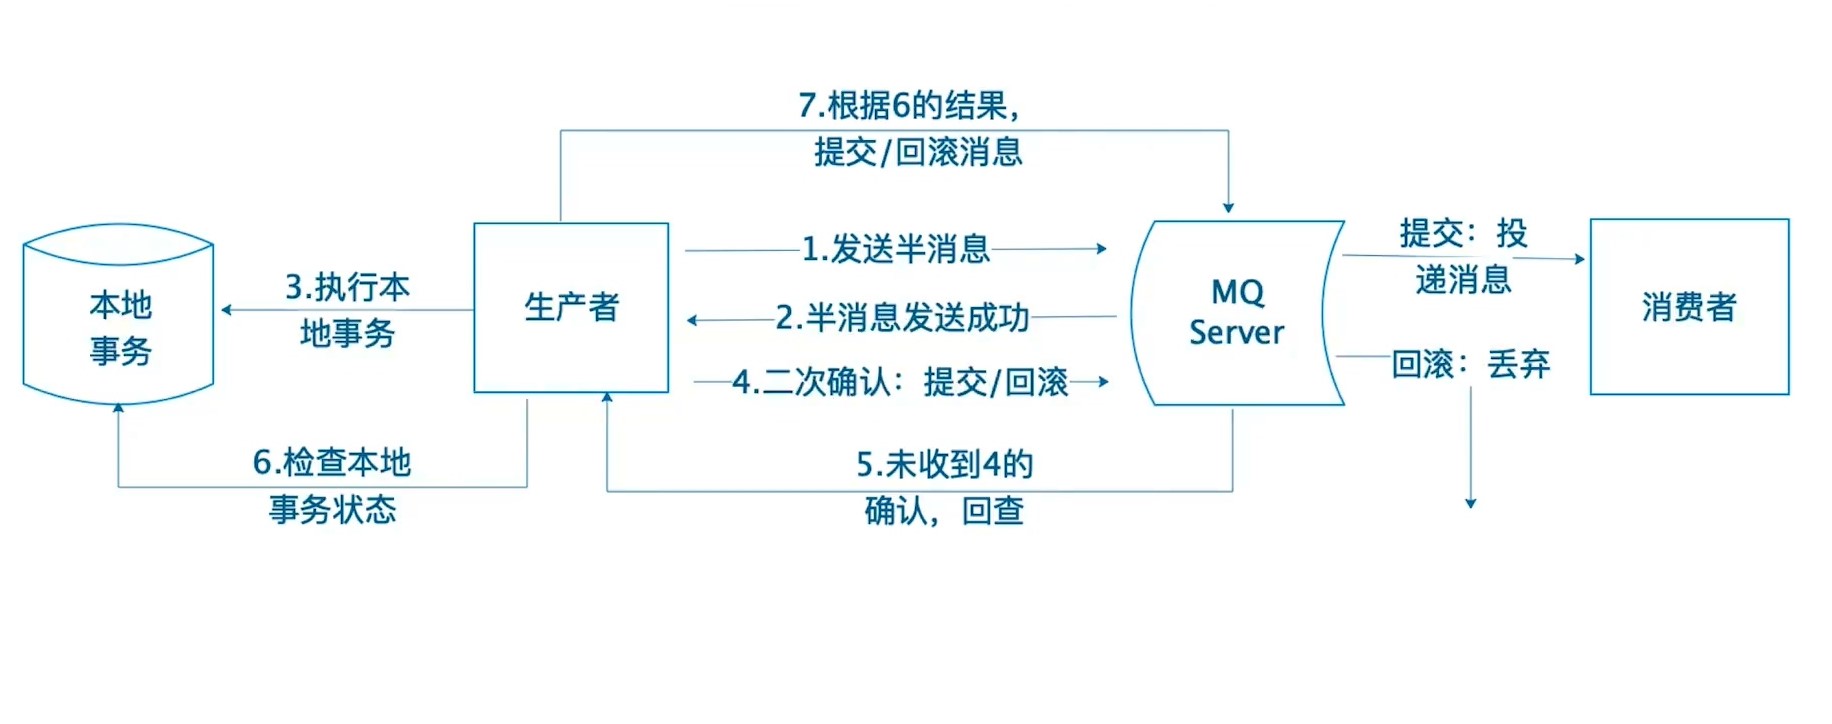 7.根据6的结果，
提交/回滚消息
1.发送半消息
提交：投
递消息
3.执行本
地事务
本地
事务
生产者
2.半消息发送成功
MQ
Server
消费者
4.二次确认：提交/回滚
回滚：丢弃
6.检查本地
事务状态
5.未收到4的
确认，回查